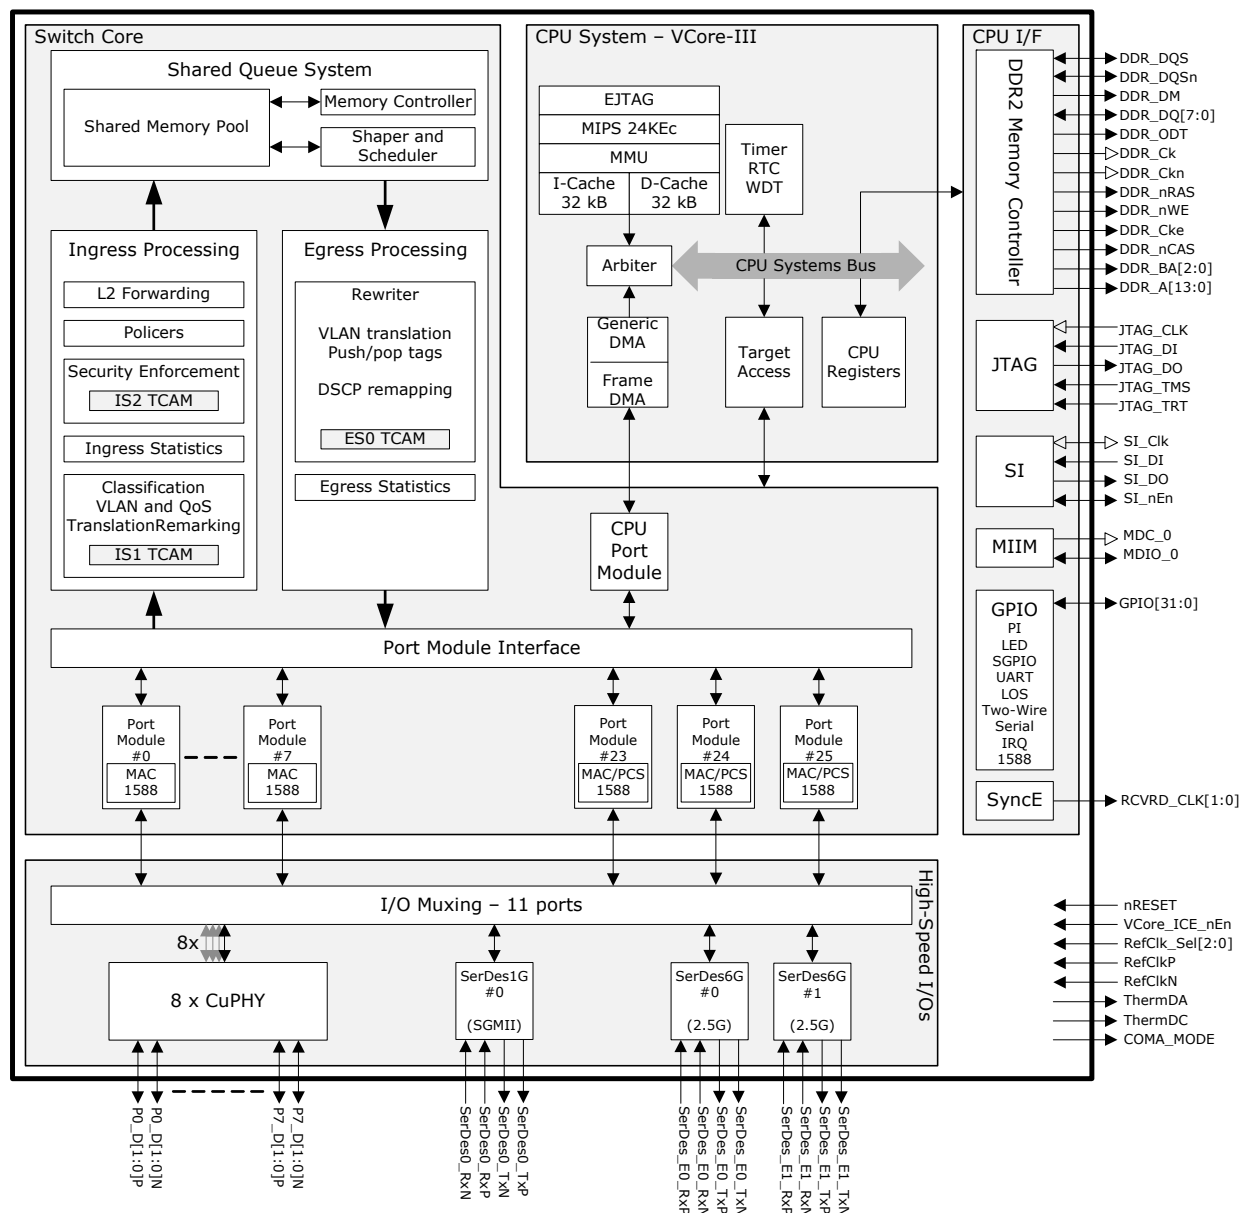 Switch Core
Shared Queue System
Shared Memory Pool
Memory Controller
Shaper and
Scheduler
Ingress Processing
L2 Forwarding
Policers
Security Enforcement
IS2 TCAM
Ingress Statistics
Classification
VLAN and QoS
TranslationRemarking
IS1 TCAM
Egress Processing
Rewriter
VLAN translation
Push/pop tags
DSCP remapping
ES0 TCAM
Egress Statistics
CPU System – VCore-III
EJTAG
MIPS 24KEc
MMU
I-Cache
32 kB
D-Cache
32 kB
Timer
RTC
WDT
Arbiter
CPU Systems Bus
Generic
DMA
Frame
DMA
Target
Access
CPU
Registers
CPU
Port
Module
Port Module Interface
Port
Module
#0
MAC
1588
Port
Module
#7
MAC
1588
Port
Module
#23
MAC/PCS
1588
Port
Module
#24
MAC/PCS
1588
Port
Module
#25
MAC/PCS
1588
High-Speed I/Os
I/O Muxing – 11 ports
8x
8 x CuPHY
SerDes1G
#0
(SGMII)
SerDes6G
#0
(2.5G)
SerDes6G
#1
(2.5G)
P0_D[1:0]P
P0_D[1:0]N
P7_D[1:0]P
P7_D[1:0]N
SerDes0_RxN
SerDes0_RxP
SerDes0_TxN
SerDes0_TxP
SerDes_E0_RxP
SerDes_E0_RxN
SerDes_E0_TxP
SerDes_E0_TxN
SerDes_E1_RxP
SerDes_E1_RxN
SerDes_E1_TxP
SerDes_E1_TxN
CPU I/F
DDR2 Memory
Controller
DDR_DQS
DDR_DQSn
DDR_DM
DDR_DQ[7:0]
DDR_ODT
DDR_Ck
DDR_Ckn
DDR_nRAS
DDR_nWE
DDR_Cke
DDR_nCAS
DDR_BA[2:0]
DDR_A[13:0]
JTAG
JTAG_CLK
JTAG_DI
JTAG_DO
JTAG_TMS
JTAG_TRT
SI
SI_Clk
SI_DI
SI_DO
SI_nEn
MIIM
MDC_0
MDIO_0
GPIO
PI
LED
SGPIO
UART
LOS
Two-Wire
Serial
IRQ
1588
GPIO[31:0]
SyncE
RCVRD_CLK[1:0]
nRESET
VCore_ICE_nEn
RefClk_Sel[2:0]
RefClkP
RefClkN
ThermDA
ThermDC
COMA_MODE